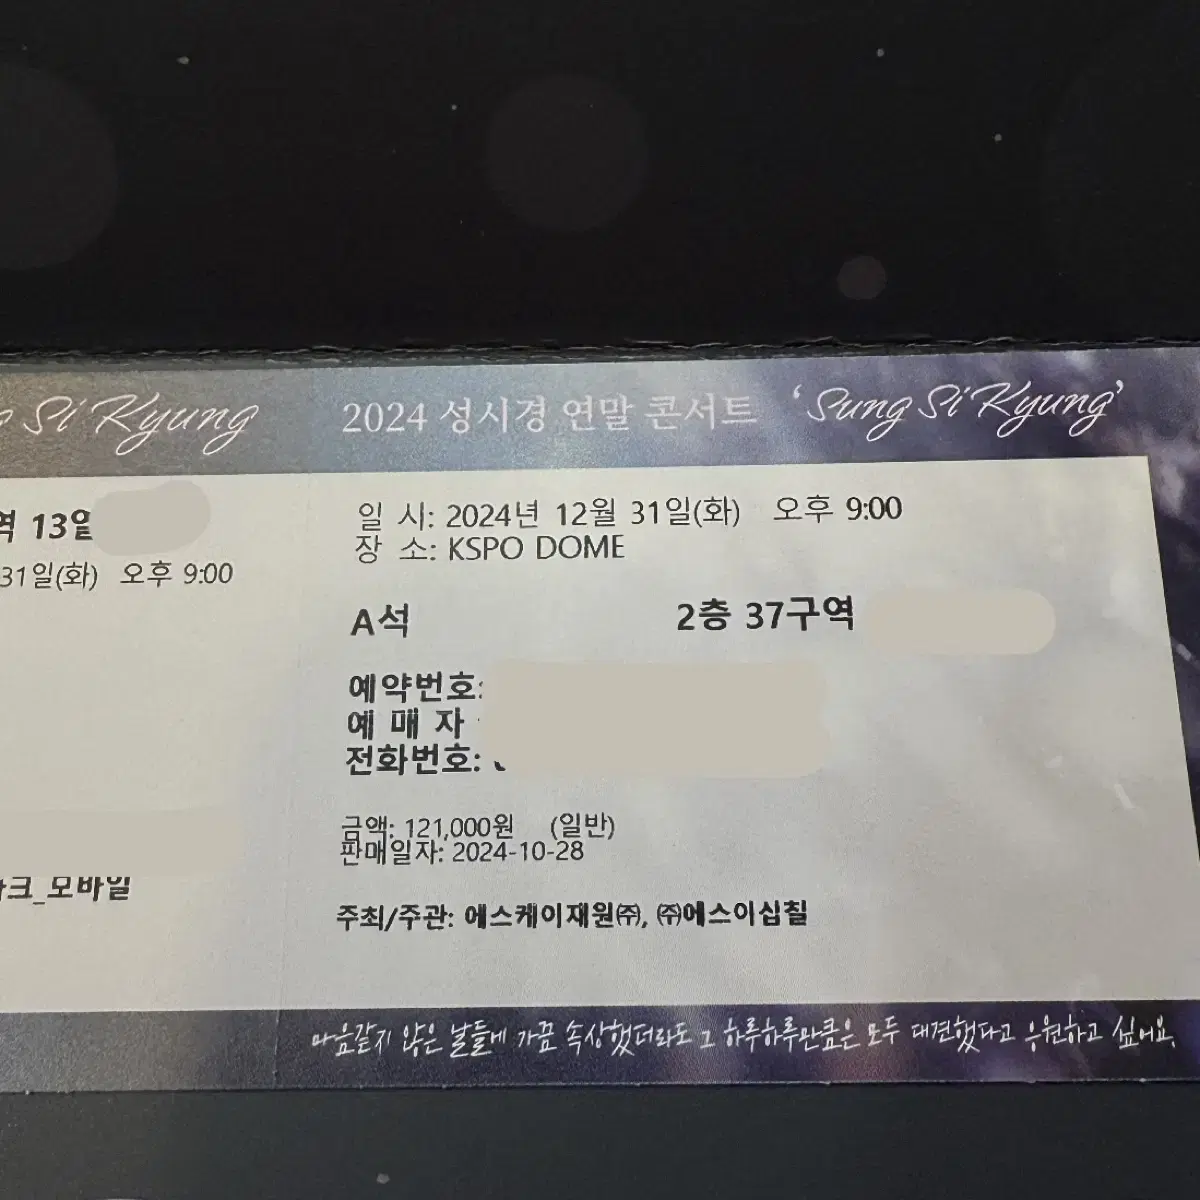 Si Kyung
2024 성시경 연말 콘서트 'Sung Si Kyung'
역 13열
31일(화) 오후 9:00
크_모바일
일 시: 2024년 12월 31일(화) 오후 9:00
장 소: KSPO DOME
A석 2층 37구역
예약번호:
예 매 자
전화번호:
금액: 121,000원 (일반)
판매일자: 2024-10-28
주최/주관: 에스케이재원㈜, ㈜에스이십칠
마음같지 않은 날들에 가끔 속상했더라도 그 하루하루만큼은 모두 대견했다고 응원하고 싶어요.